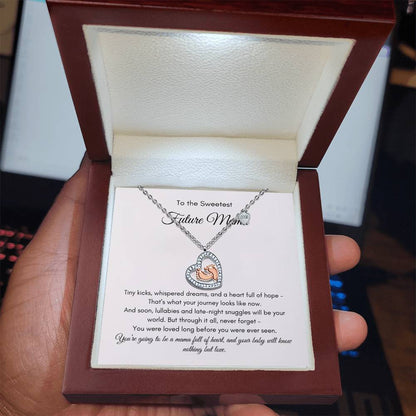 To the Sweetest
Future Mom
Tiny kicks, whispered dreams, and a heart full of hope –
That's what your journey looks like now.
And soon, lullabies and late-night snuggles will be your
world. But through it all, never forget –
You were loved long before you were ever seen.
You're going to be a mama full of heart, and your baby will know
nothing but love.